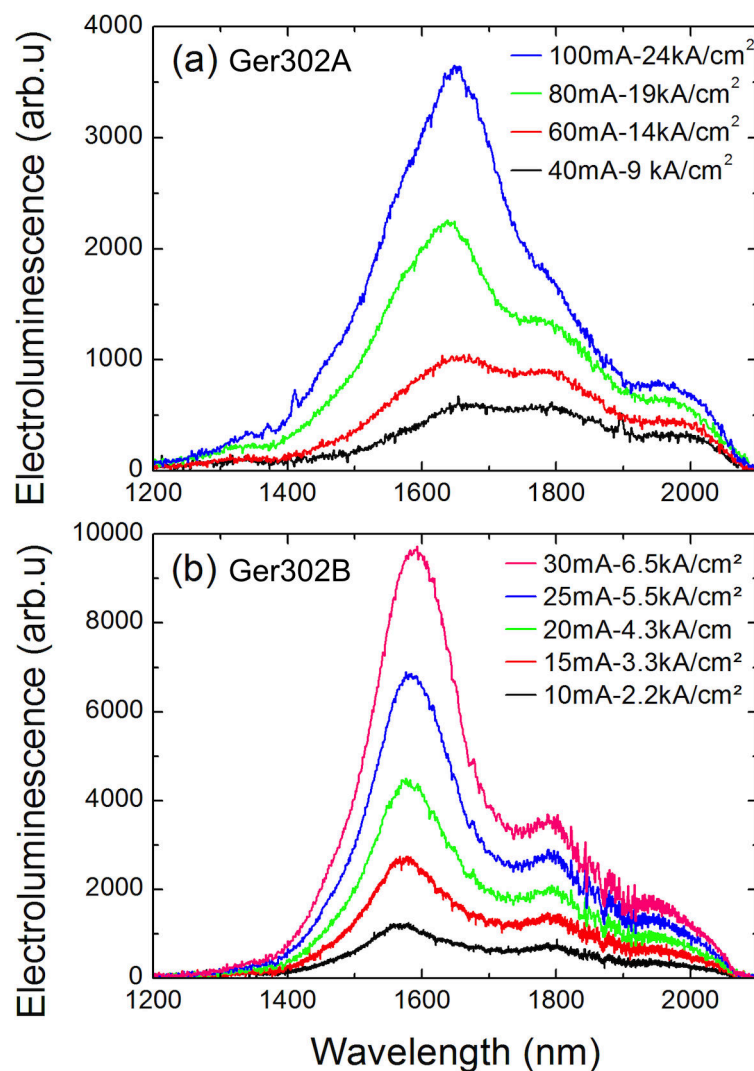 Electroluminescence (arb.u)
4000
3000
2000
1000
0
(a) Ger302A
100mA-24kA/cm²
80mA-19kA/cm²
60mA-14kA/cm²
40mA-9 kA/cm²
1200 1400 1600 1800 2000
Electroluminescence (arb.u)
10000
8000
6000
4000
2000
0
(b) Ger302B
30mA-6.5kA/cm²
25mA-5.5kA/cm²
20mA-4.3kA/cm
15mA-3.3kA/cm²
10mA-2.2kA/cm²
1200 1400 1600 1800 2000
Wavelength (nm)